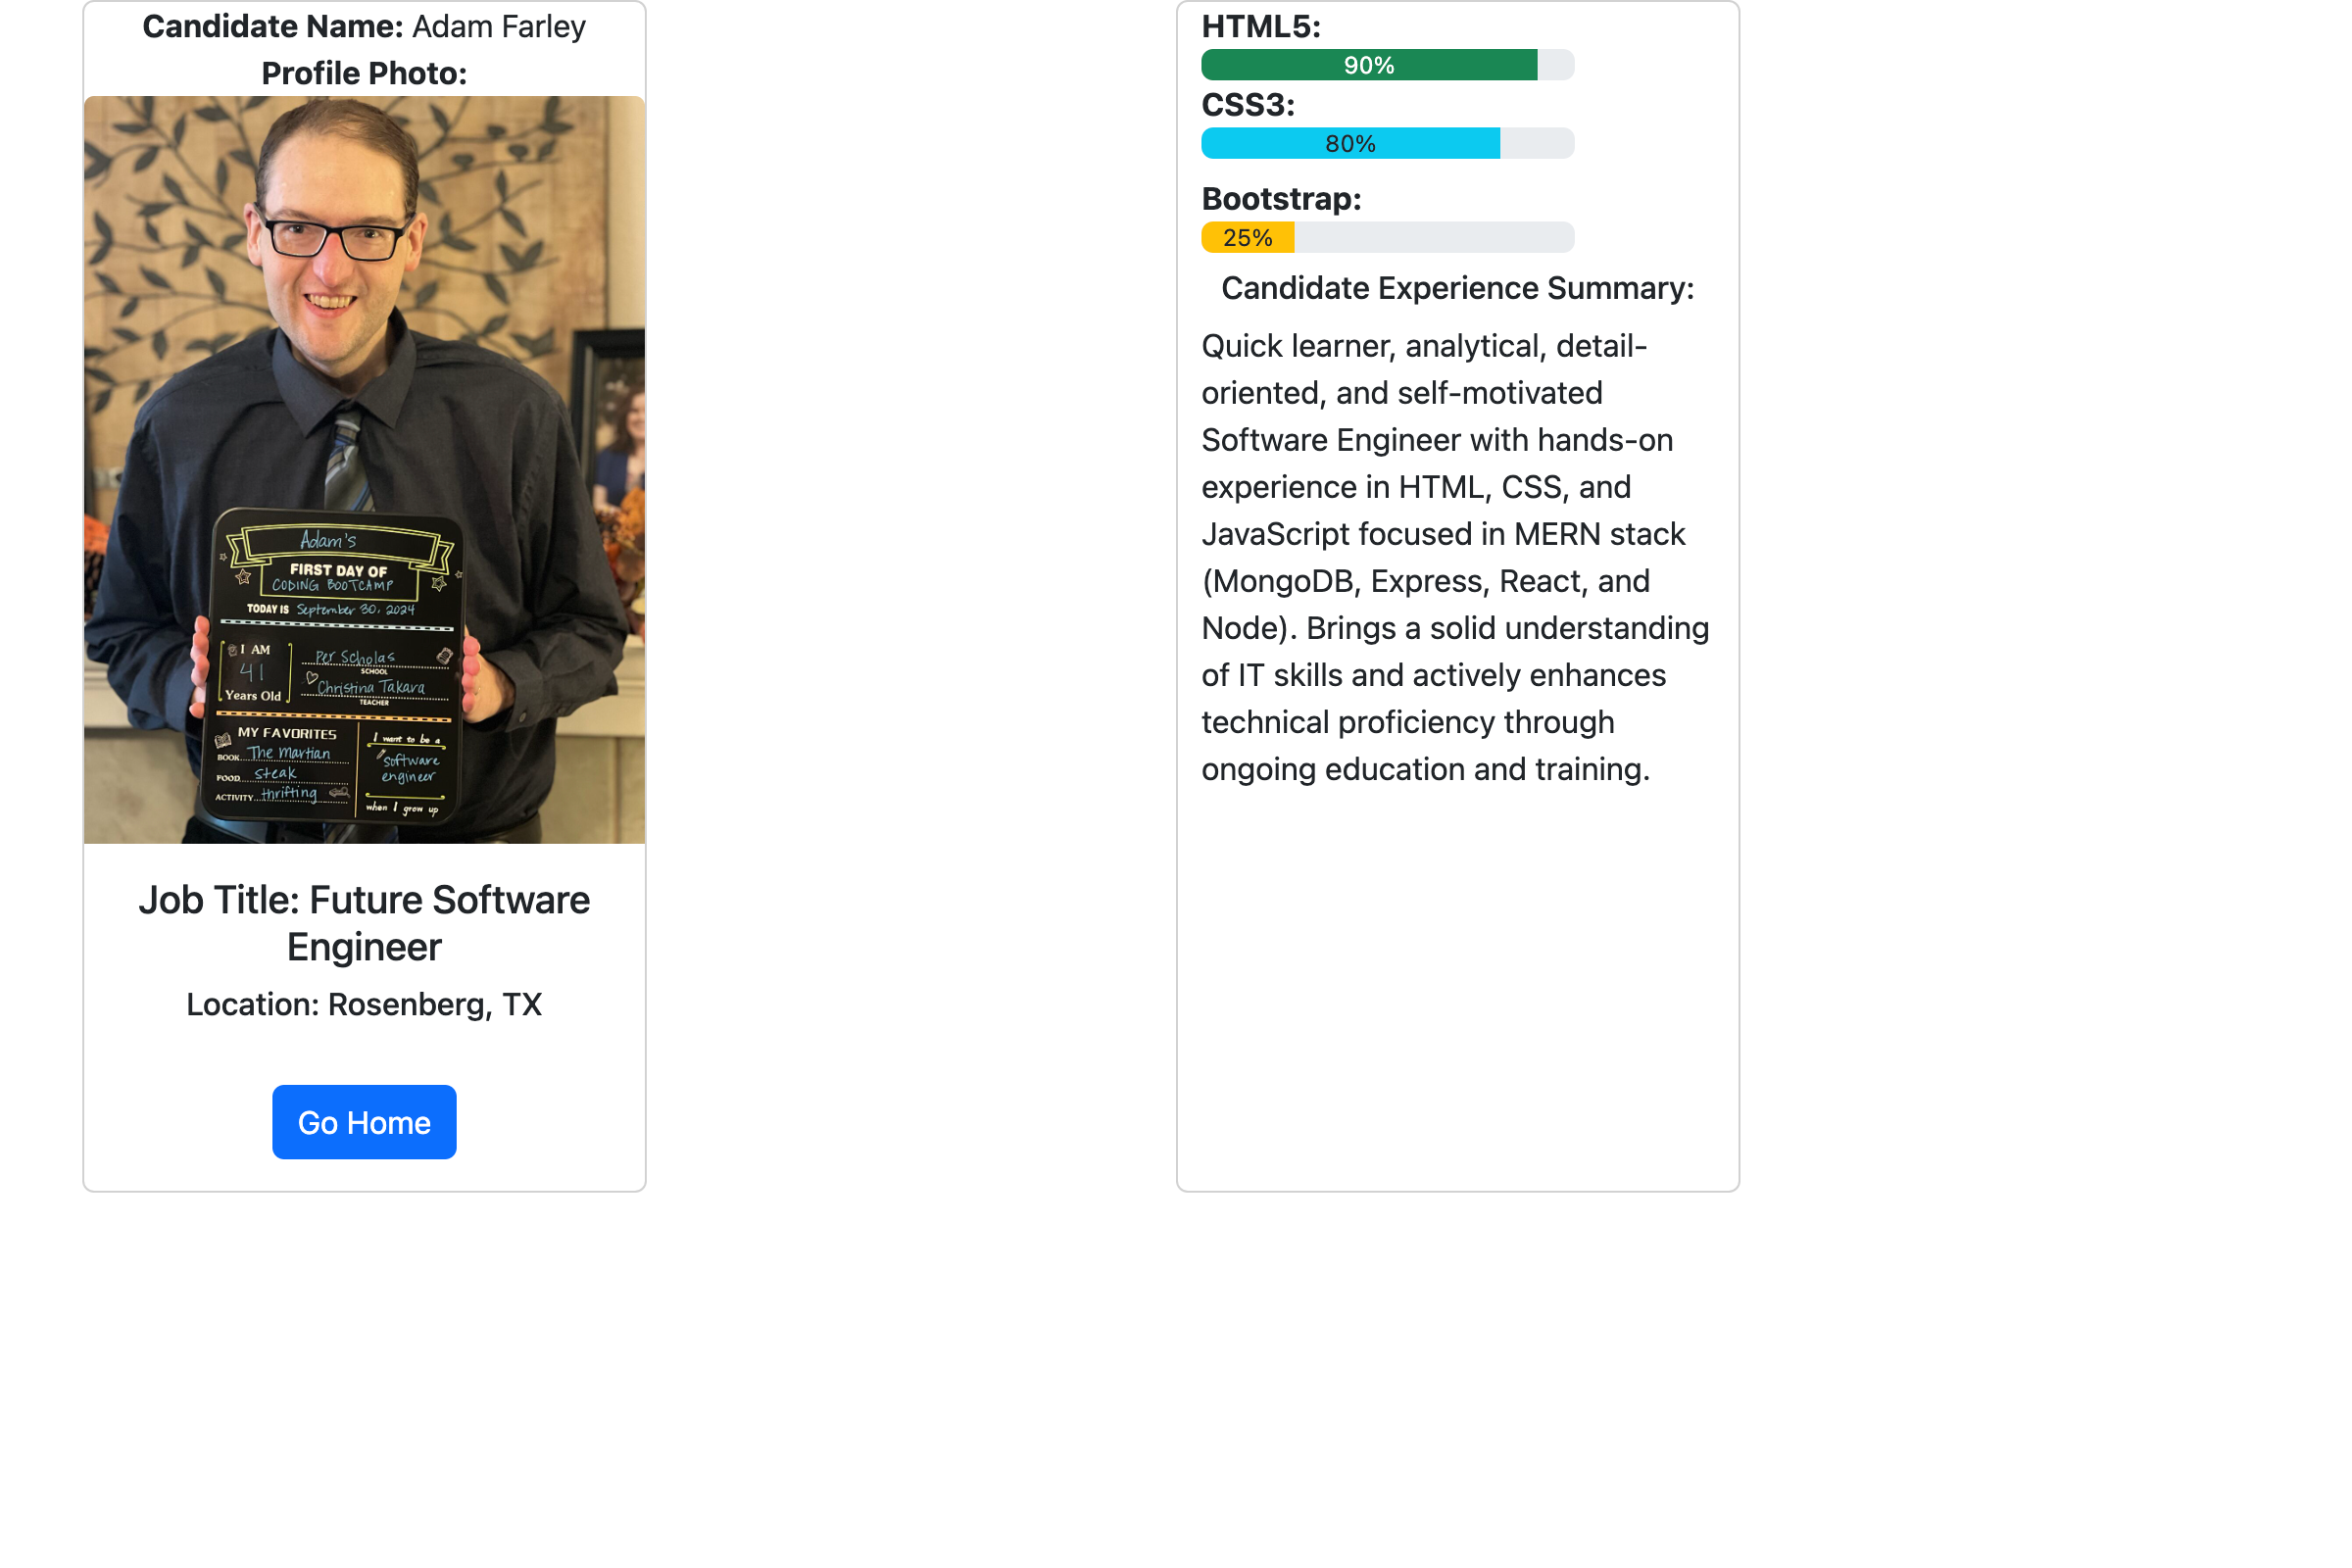 Candidate Name: Adam Farley
Profile Photo:
Adam's
FIRST DAY OF
CODING BOOTCAMP
TODAY IS September 30, 2024
I AM
41
Years Old
Per Scholas
SCHOOL
Christina Takara
TEACHER
MY FAVORITES
BOOK The Martian
FOOD steak
ACTIVITY thrifting
I want to be a
software
engineer
when I grow up
Job Title: Future Software
Engineer
Location: Rosenberg, TX
Go Home
HTML5:
90%
CSS3:
80%
Bootstrap:
25%
Candidate Experience Summary:
Quick learner, analytical, detail-
oriented, and self-motivated
Software Engineer with hands-on
experience in HTML, CSS, and
JavaScript focused in MERN stack
(MongoDB, Express, React, and
Node). Brings a solid understanding
of IT skills and actively enhances
technical proficiency through
ongoing education and training.